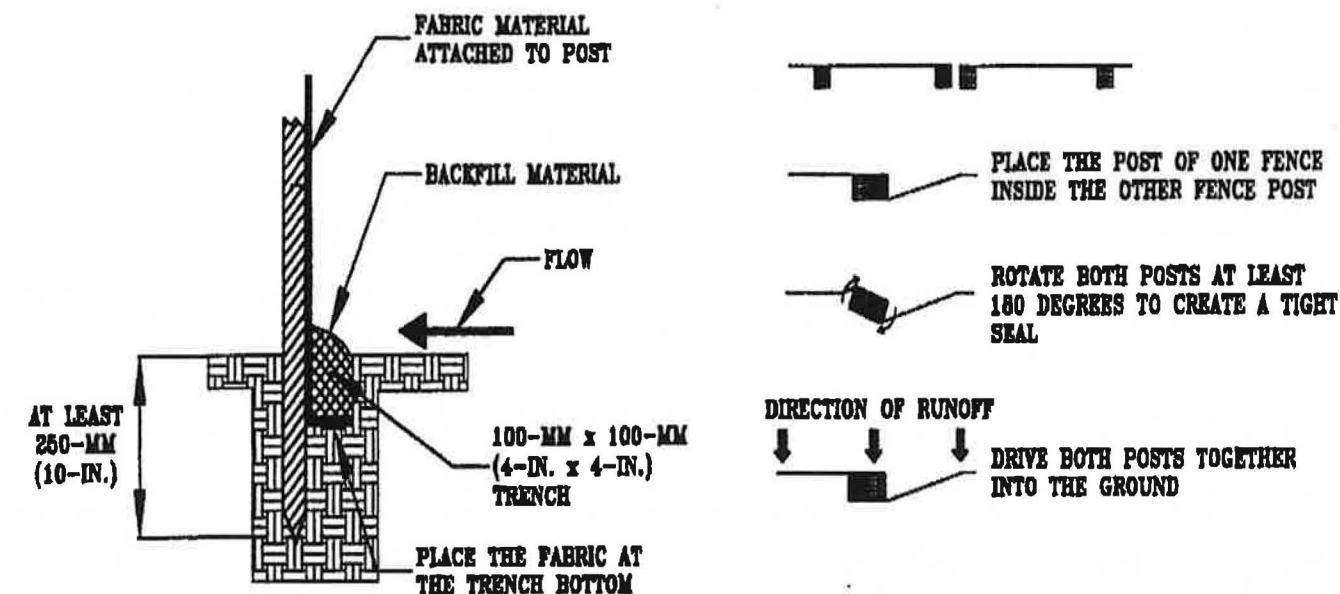 FABRIC MATERIAL
ATTACHED TO POST
BACKFILL MATERIAL
FLOW
AT LEAST
250-MM
(10-IN.)
100-MM x 100-MM
(4-IN. x 4-IN.)
TRENCH
PLACE THE FABRIC AT
THE TRENCH BOTTOM
PLACE THE POST OF ONE FENCE
INSIDE THE OTHER FENCE POST
ROTATE BOTH POSTS AT LEAST
180 DEGREES TO CREATE A TIGHT
SEAL
DIRECTION OF RUNOFF
DRIVE BOTH POSTS TOGETHER
INTO THE GROUND